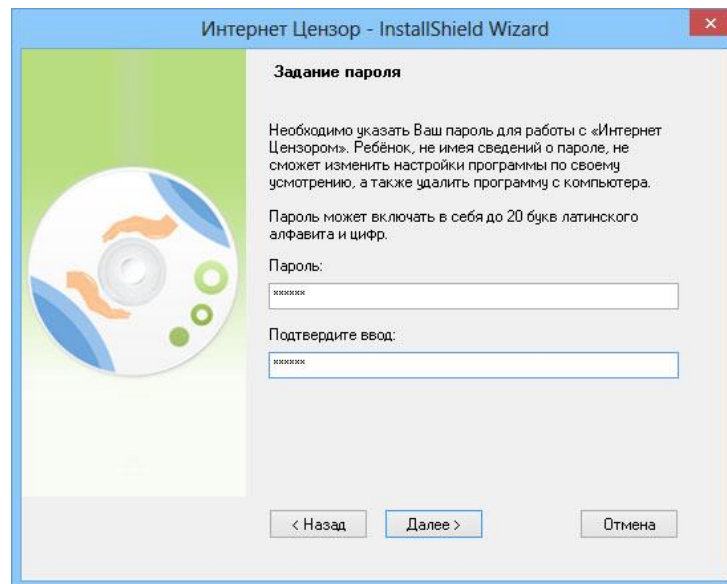 Интернет Цензор - InstallShield Wizard
Задание пароля
Необходимо указать Ваш пароль для работы с «Интернет
Цензором». Ребёнок, не имея сведений о пароле, не
сможет изменить настройки программы по своему
усмотрению, а также удалить программу с компьютера.
Пароль может включать в себя до 20 букв латинского
алфавита и цифр.
Пароль:
******
Подтвердите ввод:
******
< Назад
Далее >
Отмена